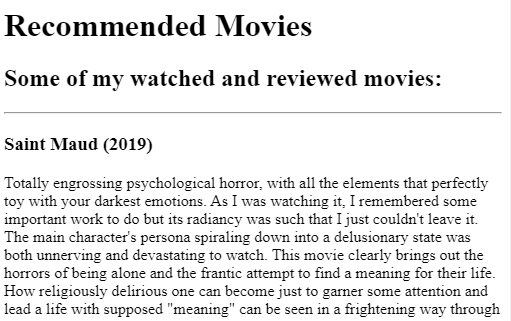 Recommended Movies
Some of my watched and reviewed movies:
Saint Maud (2019)
Totally engrossing psychological horror, with all the elements that perfectly
toy with your darkest emotions. As I was watching it, I remembered some
important work to do but its radiancy was such that I just couldn't leave it.
The main character's persona spiraling down into a delusionary state was
both unnerving and devastating to watch. This movie clearly brings out the
horrors of being alone and the frantic attempt to find a meaning for their life.
How religiously delirious one can become just to garner some attention and
lead a life with supposed "meaning" can be seen in a frightening way through